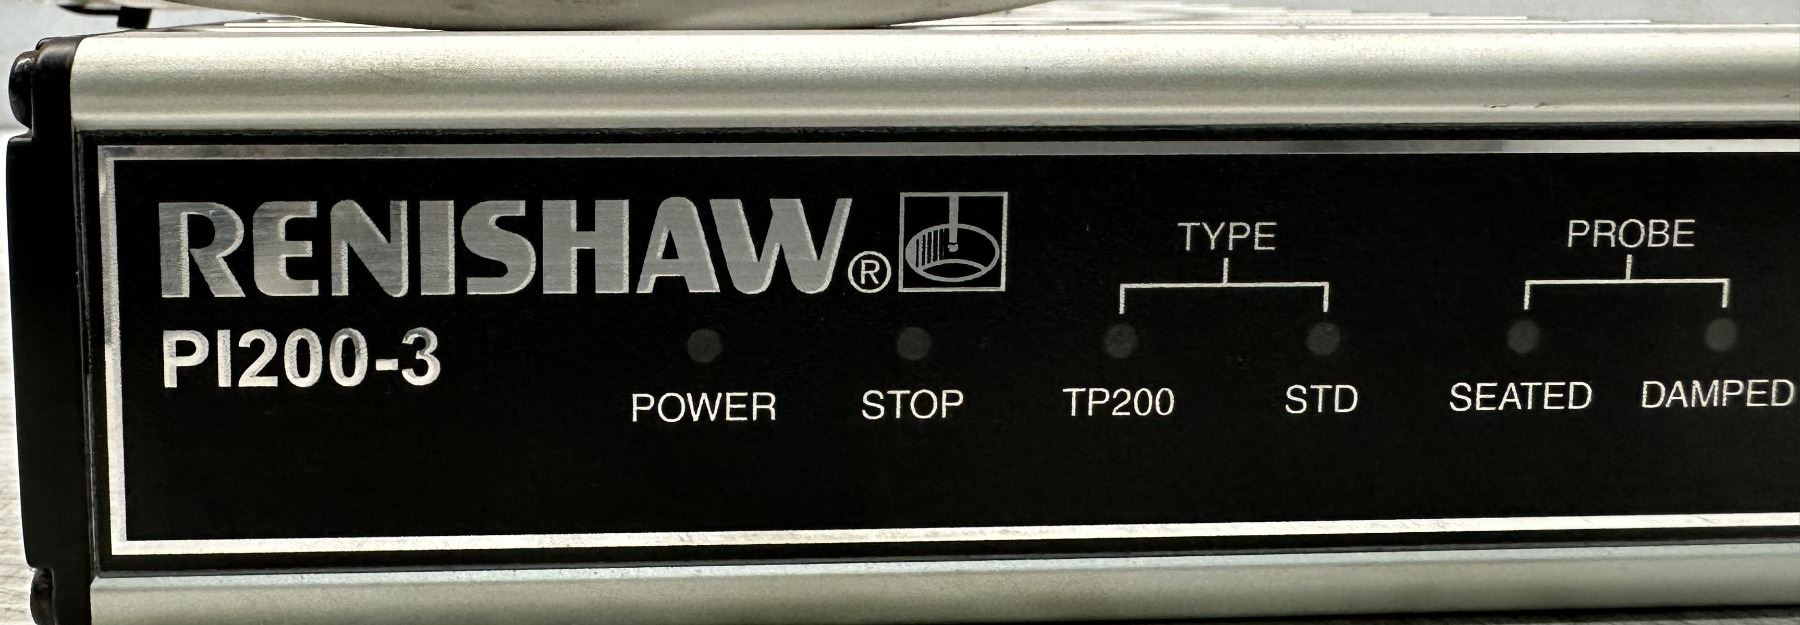 RENISHAW®
PI200-3
TYPE
PROBE
POWER STOP TP200 STD SEATED DAMPED